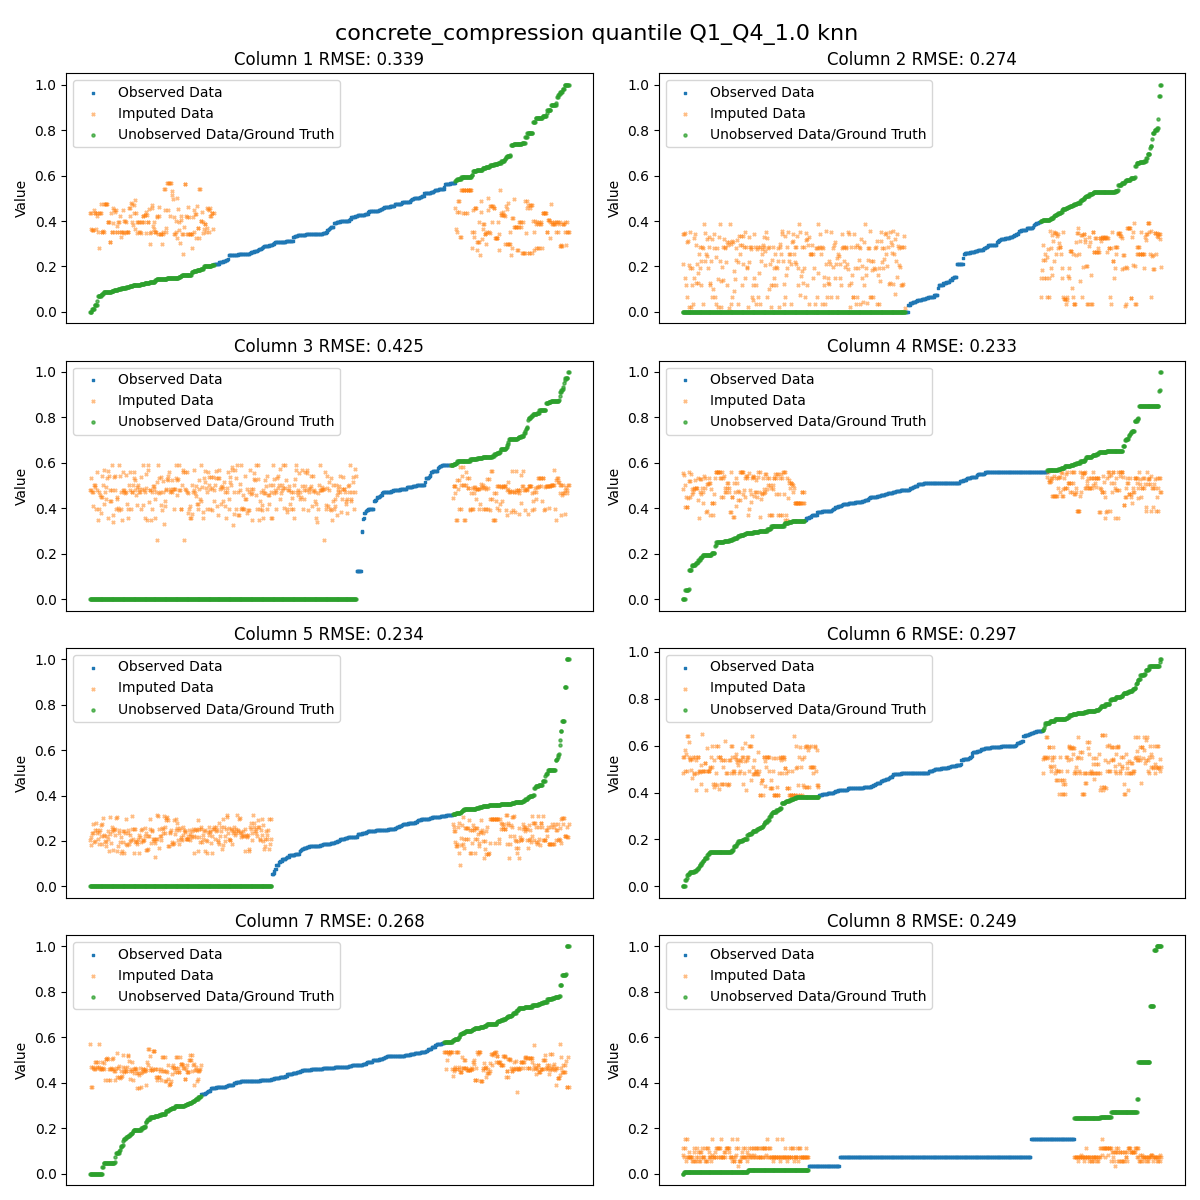 concrete_compression quantile Q1_Q4_1.0 knn
Column 1 RMSE: 0.339
Value
1.0
0.8
0.6
0.4
0.2
0.0
Observed Data
Imputed Data
Unobserved Data/Ground Truth
Column 2 RMSE: 0.274
Value
1.0
0.8
0.6
0.4
0.2
0.0
Observed Data
Imputed Data
Unobserved Data/Ground Truth
Column 3 RMSE: 0.425
Value
1.0
0.8
0.6
0.4
0.2
0.0
Observed Data
Imputed Data
Unobserved Data/Ground Truth
Column 4 RMSE: 0.233
Value
1.0
0.8
0.6
0.4
0.2
0.0
Observed Data
Imputed Data
Unobserved Data/Ground Truth
Column 5 RMSE: 0.234
Value
1.0
0.8
0.6
0.4
0.2
0.0
Observed Data
Imputed Data
Unobserved Data/Ground Truth
Column 6 RMSE: 0.297
Value
1.0
0.8
0.6
0.4
0.2
0.0
Observed Data
Imputed Data
Unobserved Data/Ground Truth
Column 7 RMSE: 0.268
Value
1.0
0.8
0.6
0.4
0.2
0.0
Observed Data
Imputed Data
Unobserved Data/Ground Truth
Column 8 RMSE: 0.249
Value
1.0
0.8
0.6
0.4
0.2
0.0
Observed Data
Imputed Data
Unobserved Data/Ground Truth